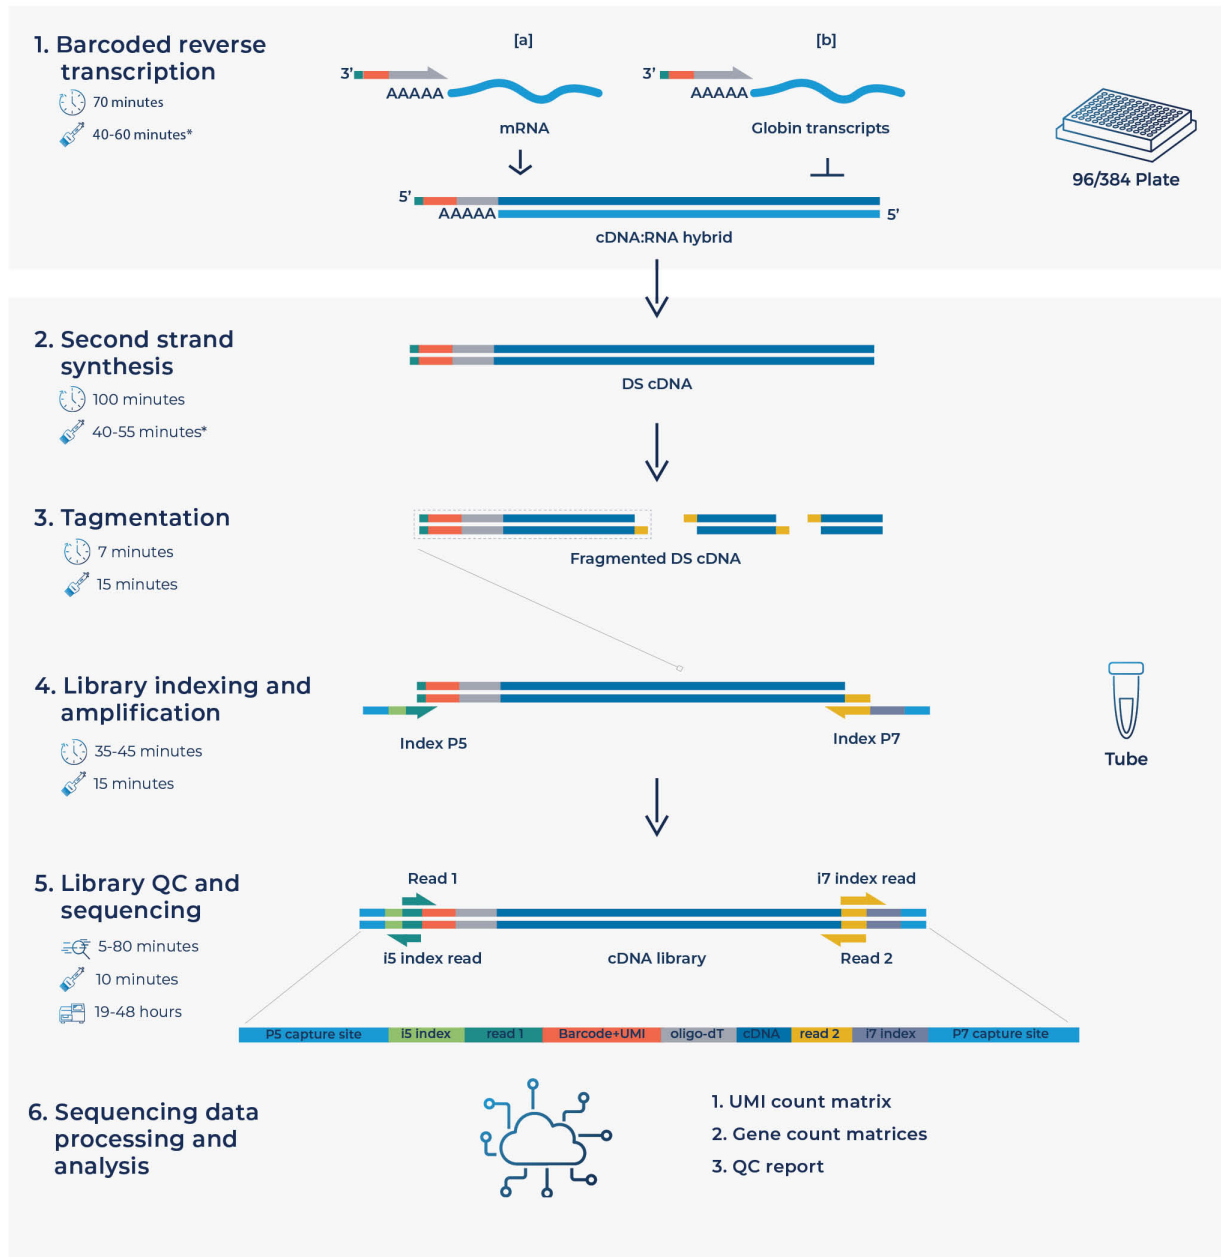 1. Barcoded reverse
transcription
70 minutes
40-60 minutes*
[a]
[b]
3’
AAAAA
mRNA
3’
AAAAA
Globin transcripts
5’
AAAAA
5’
cDNA:RNA hybrid
96/384 Plate
2. Second strand
synthesis
100 minutes
40-55 minutes*
DS cDNA
3. Tagmentation
7 minutes
15 minutes
Fragmented DS cDNA
4. Library indexing and
amplification
35-45 minutes
15 minutes
Index P5
Index P7
Tube
5. Library QC and
sequencing
5-80 minutes
10 minutes
19-48 hours
Read 1
i7 index read
i5 index read
cDNA library
Read 2
P5 capture site
i5 index
read 1
Barcode+UMI
oligo-dT
cDNA
read 2
i7 index
P7 capture site
6. Sequencing data
processing and
analysis
1. UMI count matrix
2. Gene count matrices
3. QC report